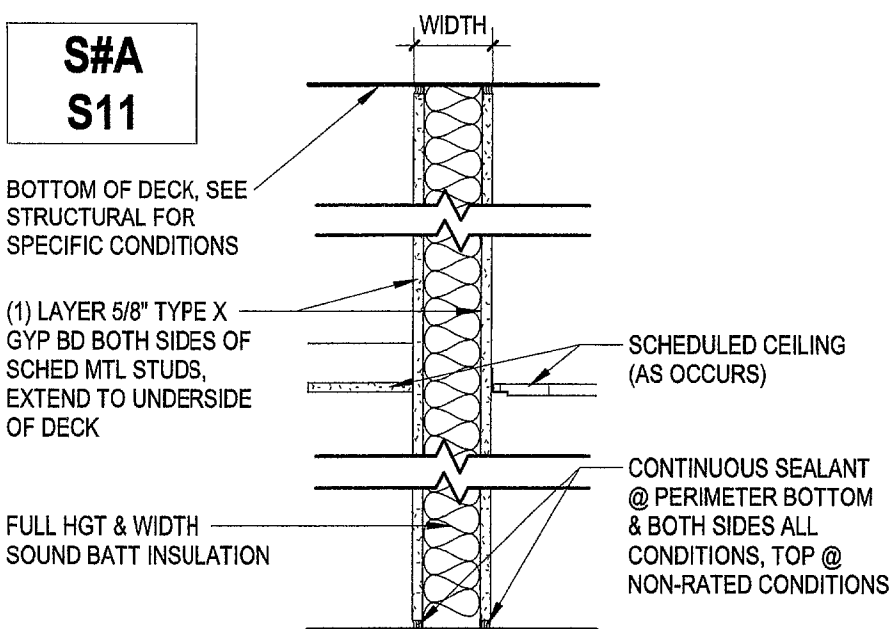 WIDTH
S#A
S11
BOTTOM OF DECK, SEE
STRUCTURAL FOR
SPECIFIC CONDITIONS
(1) LAYER 5/8" TYPE X
GYP BD BOTH SIDES OF
SCHED MTL STUDS,
EXTEND TO UNDERSIDE
OF DECK
SCHEDULED CEILING
(AS OCCURS)
FULL HGT & WIDTH
SOUND BATT INSULATION
CONTINUOUS SEALANT
@ PERIMETER BOTTOM
& BOTH SIDES ALL
CONDITIONS, TOP @
NON-RATED CONDITIONS